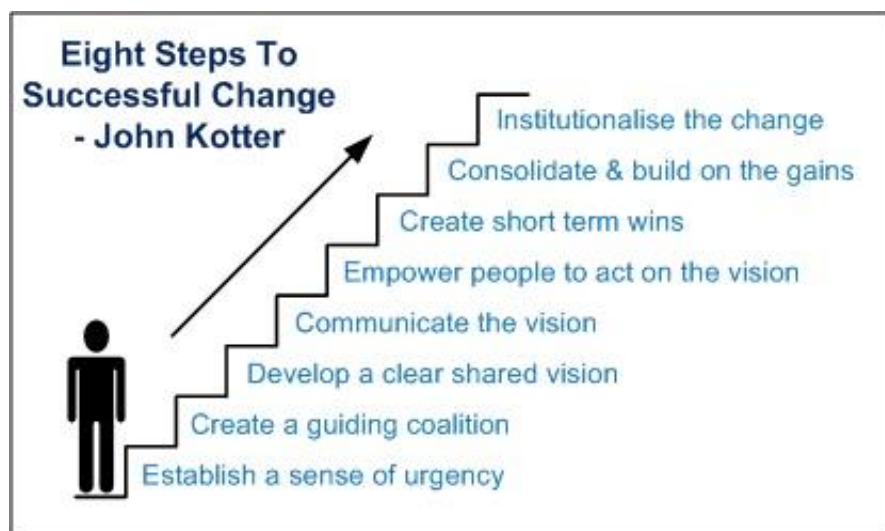 Eight Steps To
Successful Change
- John Kotter
Institutionalise the change
Consolidate & build on the gains
Create short term wins
Empower people to act on the vision
Communicate the vision
Develop a clear shared vision
Create a guiding coalition
Establish a sense of urgency